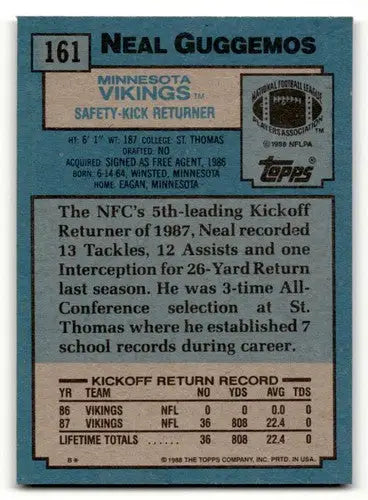 161 NEAL GUGGEMOS
MINNESOTA
VIKINGS™
SAFETY-KICK RETURNER
NATIONAL FOOTBALL LEAGUE
PLAYERS ASSOCIATION™
© 1988 NFLPA
Topps®
HT: 6' 1" WT: 187 COLLEGE: ST. THOMAS
DRAFTED: NO
ACQUIRED: SIGNED AS FREE AGENT, 1986
BORN: 6-14-64, WINSTED, MINNESOTA
HOME: EAGAN, MINNESOTA
The NFC's 5th-leading Kickoff
Returner of 1987, Neal recorded
13 Tackles, 12 Assists and one
Interception for 26-Yard Return
last season. He was 3-time All-
Conference selection at St.
Thomas where he established 7
school records during career.
KICKOFF RETURN RECORD
YR TEAM NO YDS AVG TDS
86 VIKINGS NFL 0 0 0.0 0
87 VIKINGS NFL 36 808 22.4 0
LIFETIME TOTALS ...... 36 808 22.4 0
B* © 1988 THE TOPPS COMPANY, INC. PRTD. IN U.S.A.